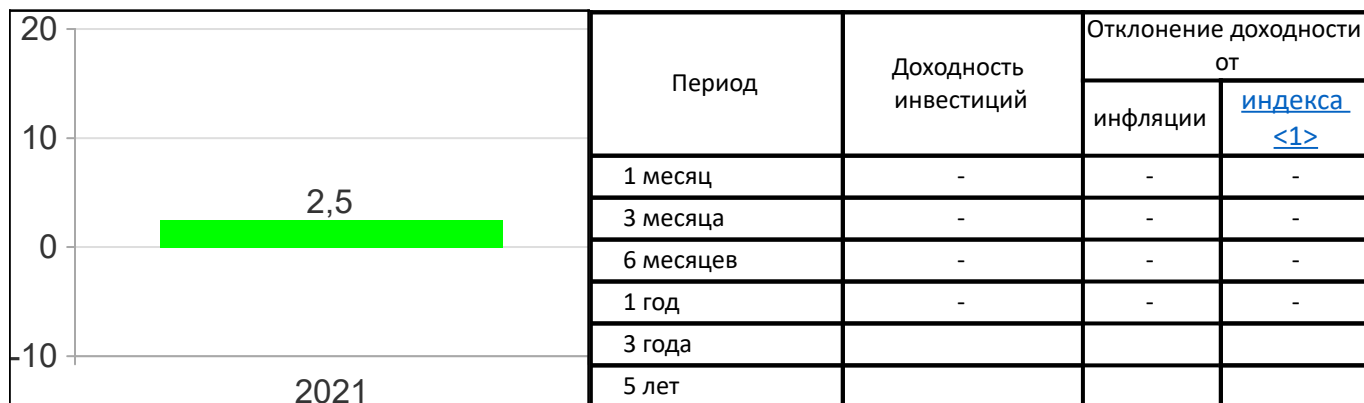 20
10
0
-10
2,5
2021
Период
Доходность
инвестиций
Отклонение доходности
от
инфляции
индекса
<1>
1 месяц - - -
3 месяца - - -
6 месяцев - - -
1 год - - -
3 года
5 лет